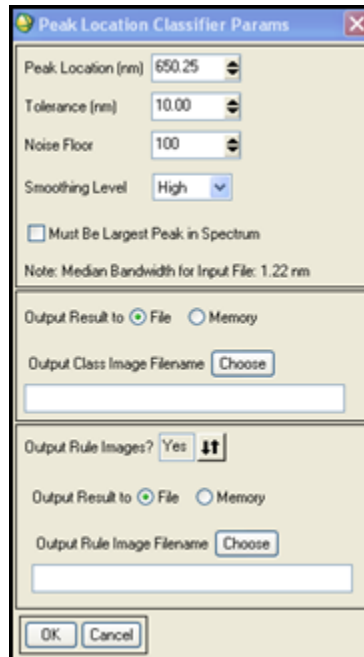 Peak Location Classifier Params
Peak Location (nm) 650.25
Tolerance (nm) 10.00
Noise Floor 100
Smoothing Level High
Must Be Largest Peak in Spectrum
Note: Median Bandwidth for Input File: 1.22 nm
Output Result to File Memory
Output Class Image Filename Choose
Output Rule Images? Yes
Output Result to File Memory
Output Rule Image Filename Choose
OK Cancel